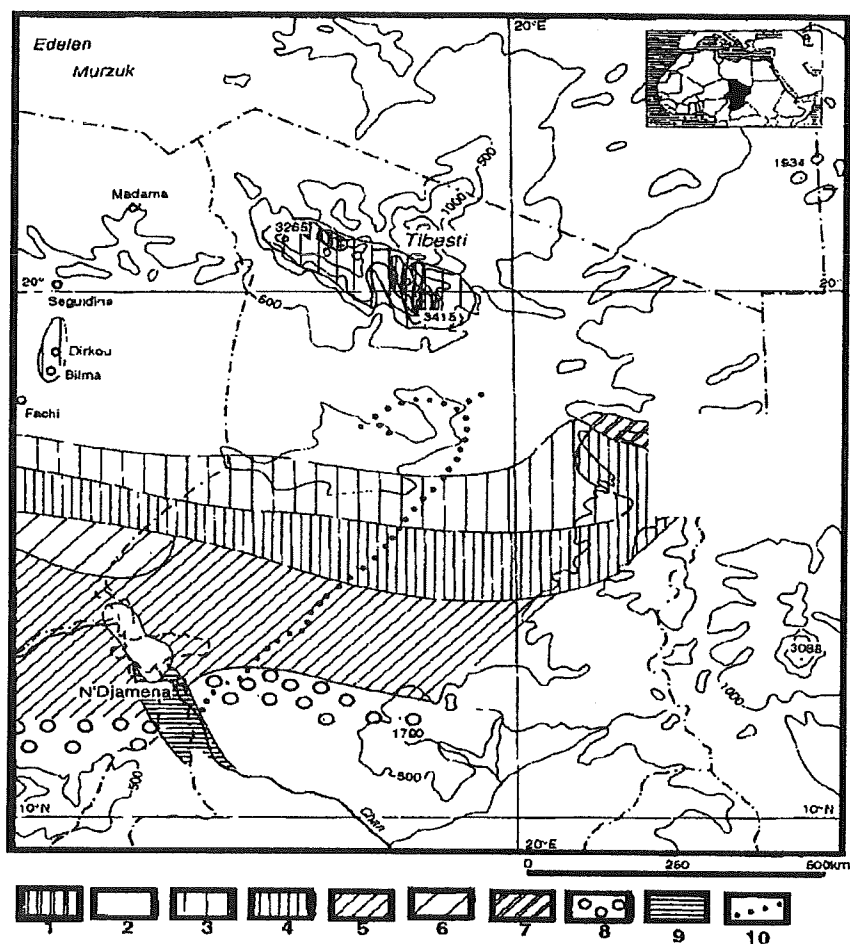 20°E
Edelen
Murzuk
1934
500
1000
Madama
3265
Tibesti
20°
20°
Seguidina
500
3415
Dirkou
Bilma
Fachi
3088
N'Djamena
1000
1700
500
500
10°N
10°N
Chari
20°E
0 250 500km
1 2 3 4 5 6 7 8 9 10